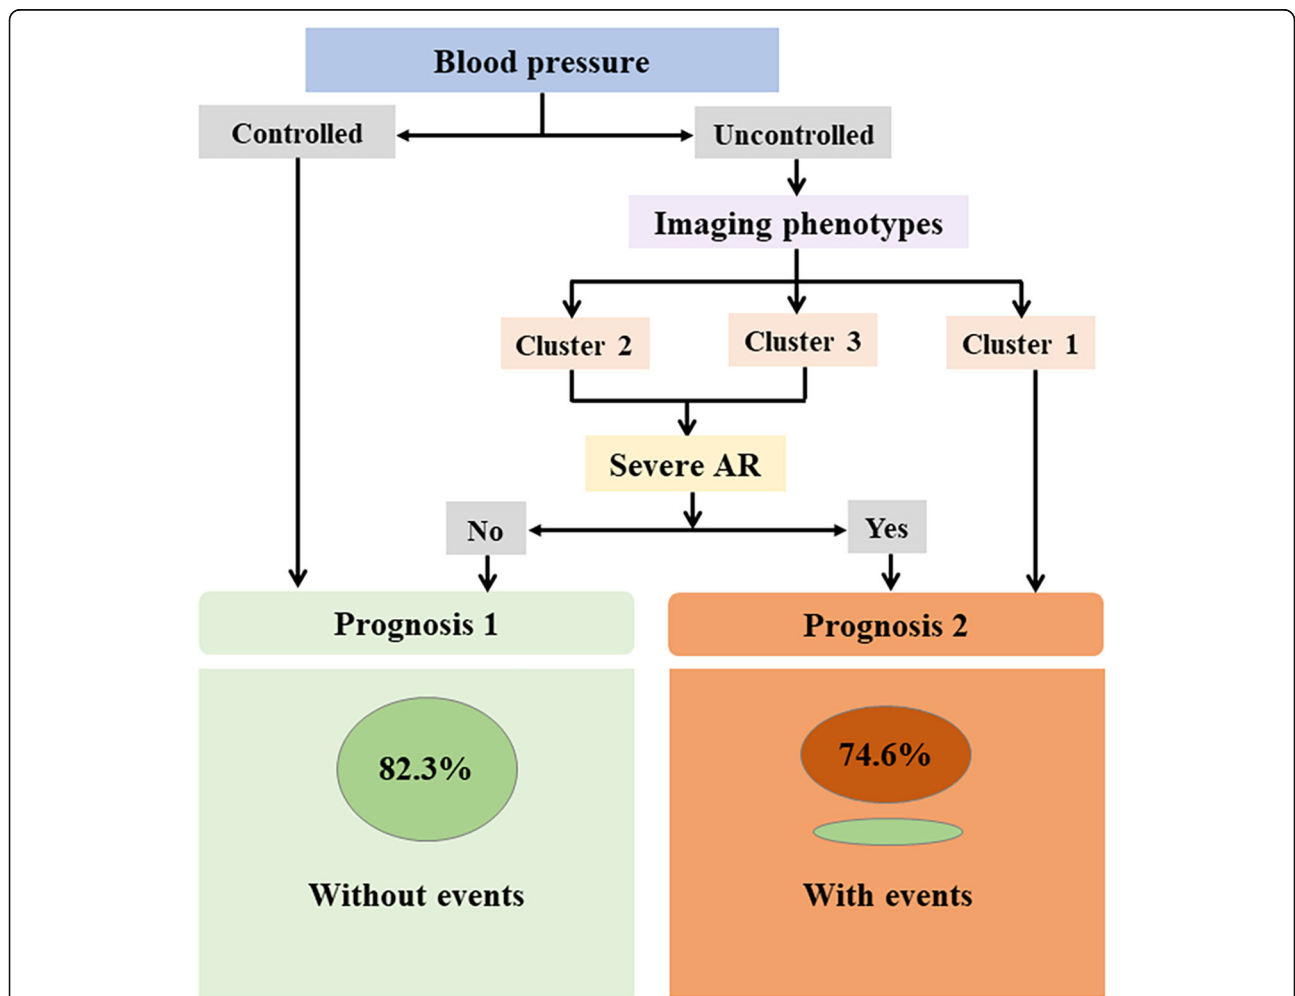 Blood pressure
Controlled
Uncontrolled
Imaging phenotypes
Cluster 2
Cluster 3
Cluster 1
Severe AR
No
Yes
Prognosis 1
Prognosis 2
82.3%
74.6%
Without events
With events